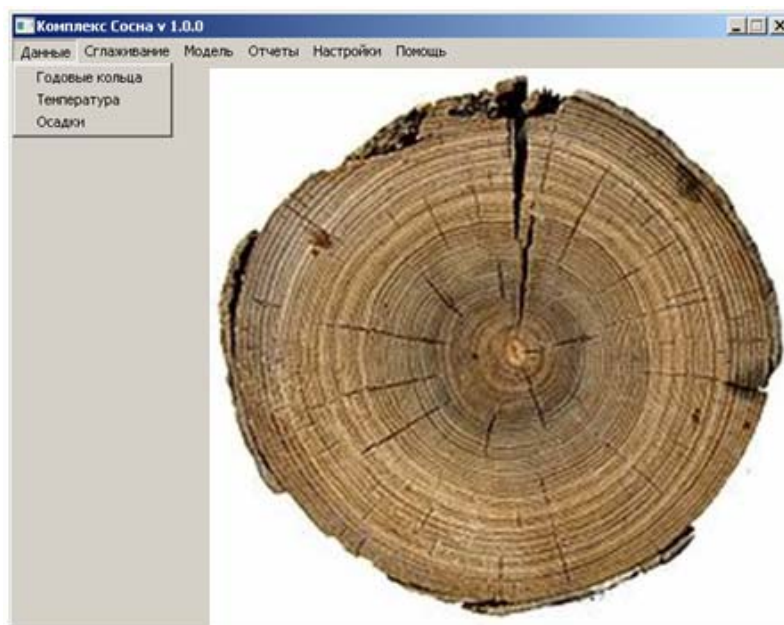 Комплекс Сосна v 1.0.0
Данные Сглаживание Модель Отчеты Настройки Помощь
Годовые кольца
Температура
Осадки